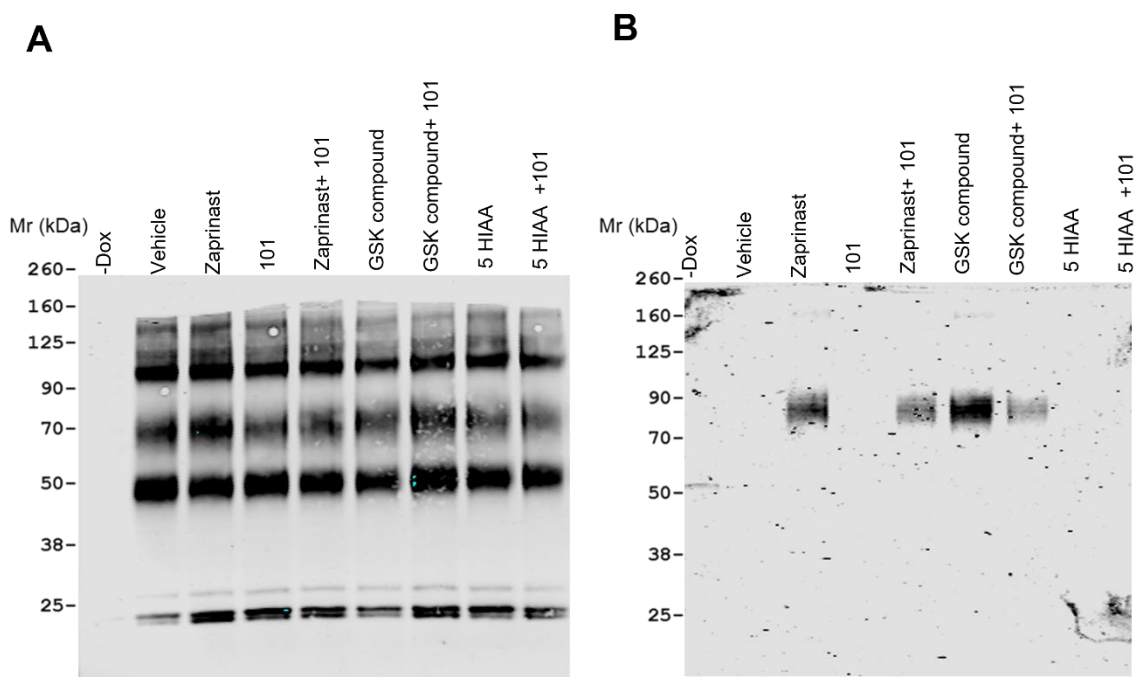 A
Mr (kDa)
-Dox
Vehicle
Zaprinast
101
Zaprinast+ 101
GSK compound
GSK compound+ 101
5 HIAA
5 HIAA +101
260-
160-
125-
90-
70-
50-
38-
25-
B
Mr (kDa)
-Dox
Vehicle
Zaprinast
101
Zaprinast+ 101
GSK compound
GSK compound+ 101
5 HIAA
5 HIAA +101
260-
160-
125-
90-
70-
50-
38-
25-